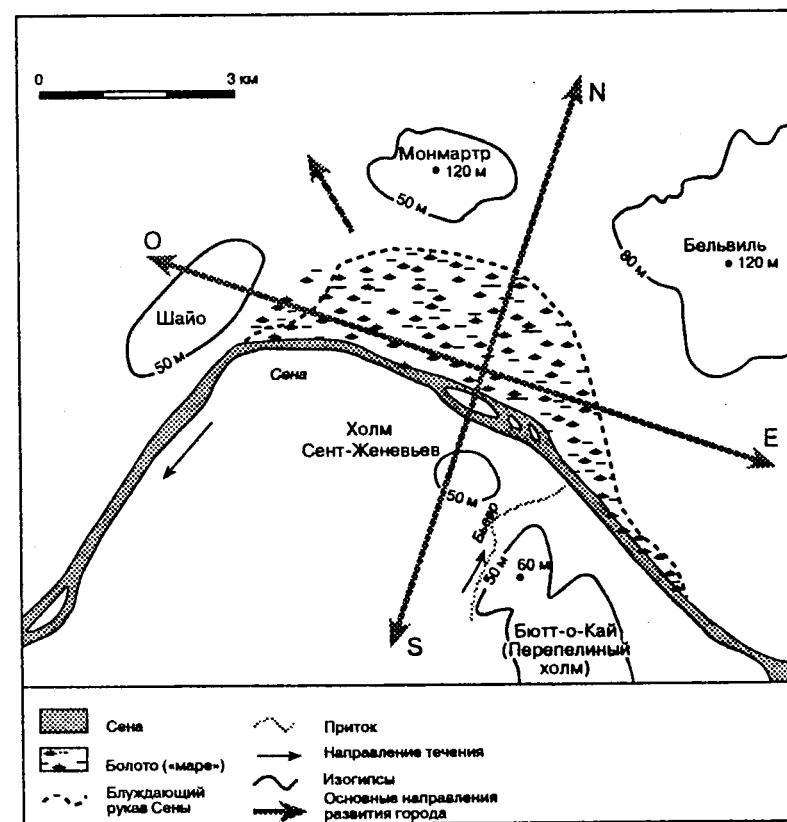 0 3 км
N
Монмартр
• 120 м
50 м
О
Бельвиль
80 м
• 120 м
Шайо
50 м
Сена
Холм
Сент-Женевьев
E
50 м
Бьевр
50 м
60 м
S
Бютт-о-Кай
(Перепелиный
холм)
Сена
Приток
Направление течения
Болото («маре»)
Изогипсы
Блуждающий
рукав Сены
Основные направления
развития города